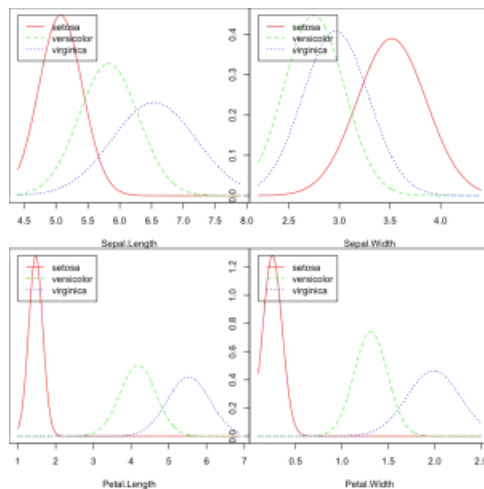 setosa
versicolor
virginica
4.5 5.0 5.5 6.0 6.5 7.0 7.5 8.0
Sepal.Length
setosa
versicolor
virginica
0.4
0.3
0.2
0.1
0.0
2.5 3.0 3.5 4.0
Sepal.Width
setosa
versicolor
virginica
1 2 3 4 5 6 7
Petal.Length
setosa
versicolor
virginica
1.2
1.0
0.8
0.6
0.4
0.2
0.0
0.5 1.0 1.5 2.0 2.5
Petal.Width